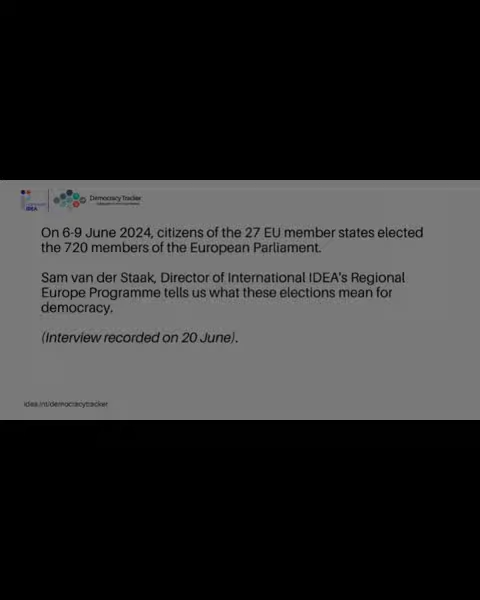 IDEA
Democracy Tracker
On 6-9 June 2024, citizens of the 27 EU member states elected
the 720 members of the European Parliament.
Sam van der Staak, Director of International IDEA's Regional
Europe Programme tells us what these elections mean for
democracy.
(Interview recorded on 20 June).
idea.int/democracytracker